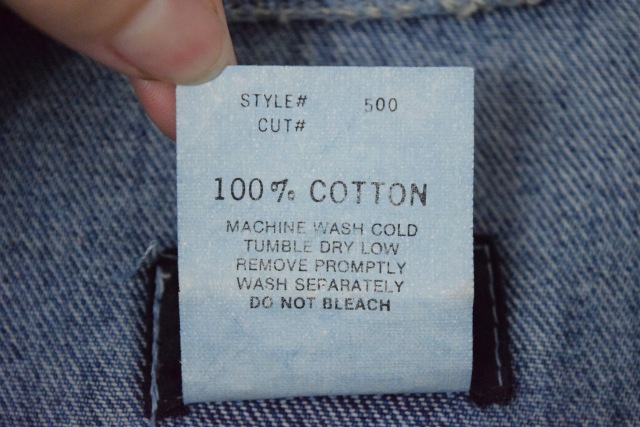 STYLE# 500
CUT#
100% COTTON
MACHINE WASH COLD
TUMBLE DRY LOW
REMOVE PROMPTLY
WASH SEPARATELY
DO NOT BLEACH